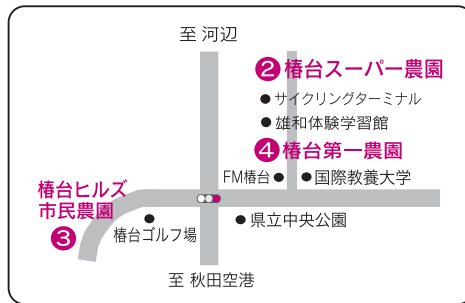 至 河辺
❷椿台スーパー農園
●サイクリングターミナル
●雄和体験学習館
❹椿台第一農園
FM椿台●
●国際教養大学
椿台ヒルズ
市民農園
❸
椿台ゴルフ場
●県立中央公園
至 秋田空港